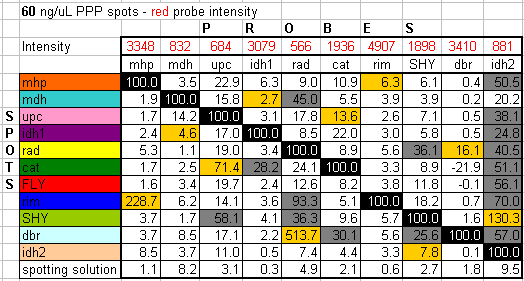 60 ng/uL PPP spots - red probe intensity
P R O B E S
Intensity 3348 832 684 3079 566 1936 4907 1898 3410 881
mhp mdh upc idh1 rad cat rim SHY dbr idh2
mhp 100.0 3.5 22.9 6.3 9.0 10.9 6.3 6.1 0.4 50.5
mdh 1.9 100.0 15.8 2.7 45.0 5.5 3.9 3.9 0.2 20.2
S upc 1.7 14.2 100.0 3.1 17.8 13.6 2.6 7.1 0.5 38.1
P idh1 2.4 4.6 17.0 100.0 8.5 22.0 3.0 5.8 0.5 24.8
O rad 5.3 1.1 19.0 3.4 100.0 8.9 5.6 36.1 16.1 40.5
T cat 1.7 2.5 71.4 28.2 24.1 100.0 3.3 8.9 -21.9 51.1
S FLY 1.6 3.4 19.7 2.4 12.6 8.2 3.8 11.8 -0.1 56.1
rim 228.7 6.2 14.1 3.6 93.3 5.1 100.0 18.2 0.7 70.0
SHY 3.7 1.7 58.1 4.1 36.3 9.6 5.7 100.0 1.6 130.3
dbr 3.7 8.5 17.1 2.2 513.7 30.1 5.6 25.6 100.0 57.0
idh2 8.5 3.7 11.0 0.5 7.4 4.4 3.3 7.8 0.1 100.0
spotting solution 1.1 8.2 3.1 0.3 4.9 2.1 0.6 2.7 1.8 9.5